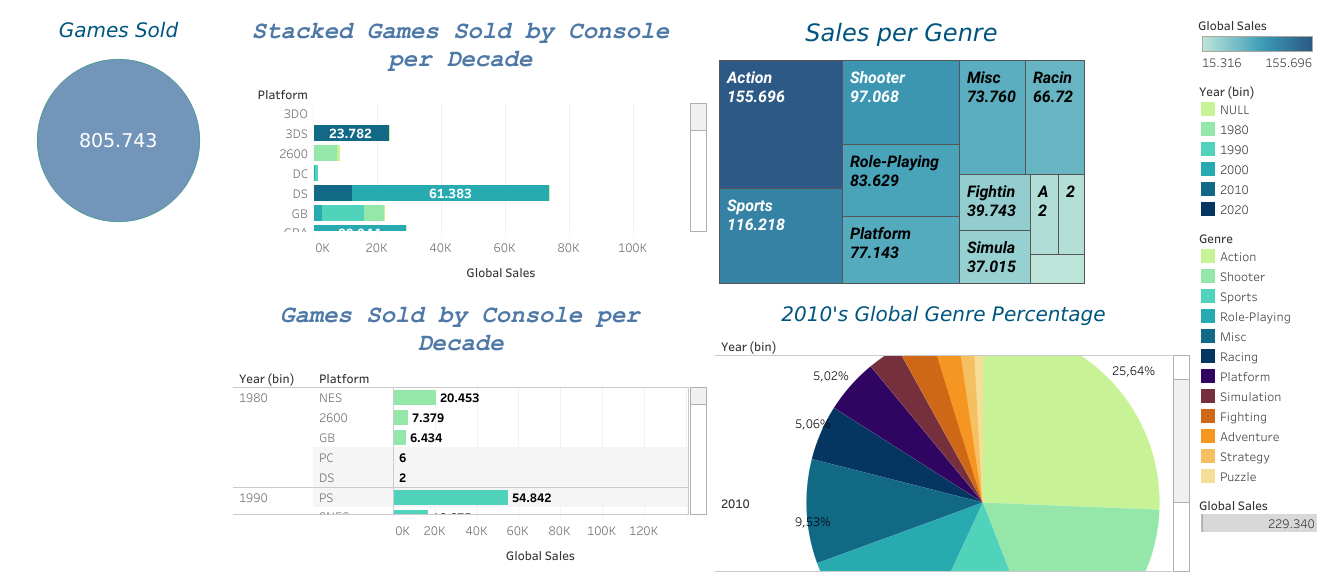 Games Sold
805.743
Stacked Games Sold by Console
per Decade
Platform
3DO
3DS 23.782
2600
DC
DS 61.383
GB
0K 20K 40K 60K 80K 100K
Global Sales
Sales per Genre
Action
155.696
Sports
116.218
Shooter
97.068
Role-Playing
83.629
Platform
77.143
Misc
73.760
Racin
66.72
Fightin
39.743
Simula
37.015
A
2
2
Games Sold by Console per
Decade
Year (bin) Platform
1980 NES 20.453
2600 7.379
GB 6.434
PC 6
DS 2
1990 PS 54.842
0K 20K 40K 60K 80K 100K 120K
Global Sales
2010's Global Genre Percentage
Year (bin)
2010
25,64%
5,02%
5,06%
9,53%
Global Sales
15.316 155.696
Year (bin)
NULL
1980
1990
2000
2010
2020
Genre
Action
Shooter
Sports
Role-Playing
Misc
Racing
Platform
Simulation
Fighting
Adventure
Strategy
Puzzle
Global Sales
229.340